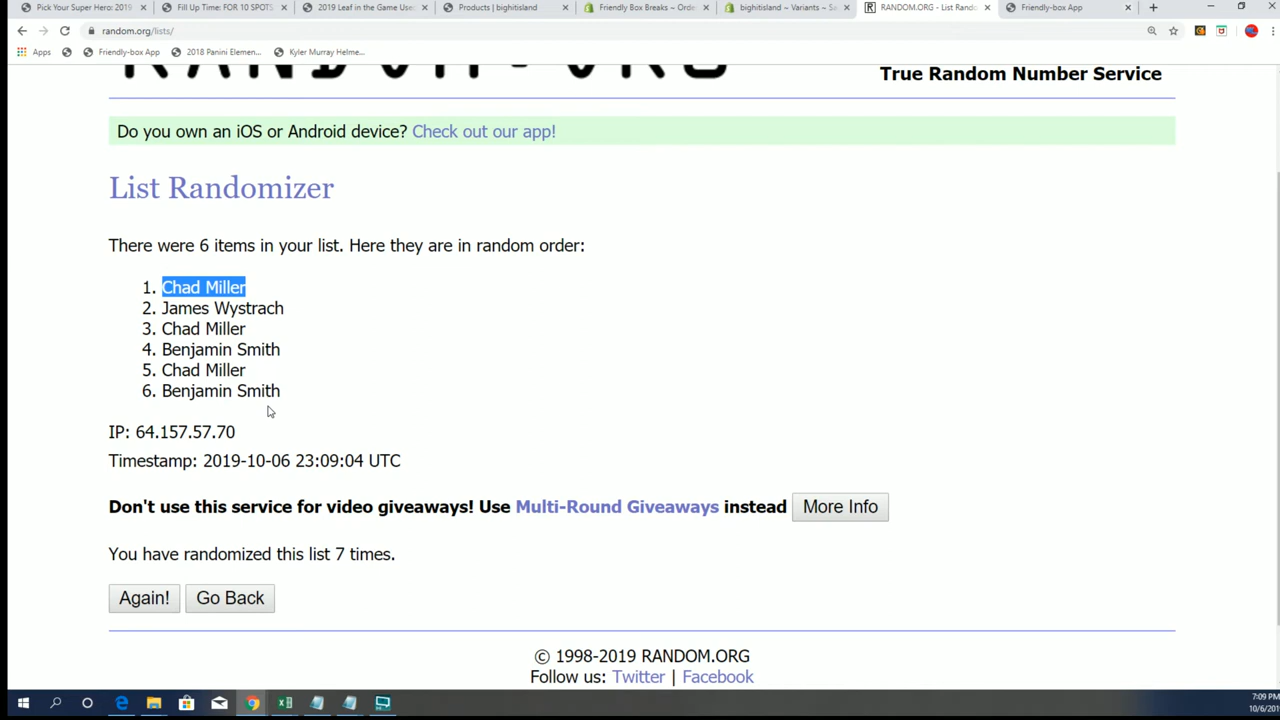 Pick Your Super Hero: 2019
Fill Up Time: FOR 10 SPOTS
2019 Leaf in the Game Use
Products | bighitisland
Friendly Box Breaks ~ Orde
bighitisland ~ Variants ~ S
RANDOM.ORG - List Rando
Friendly-box App
random.org/lists/
Apps
Friendly-box App
2018 Panini Elemen...
Kyler Murray Helme...
RANDOM.ORG
True Random Number Service
Do you own an iOS or Android device? Check out our app!
List Randomizer
There were 6 items in your list. Here they are in random order:
1. Chad Miller
2. James Wystrach
3. Chad Miller
4. Benjamin Smith
5. Chad Miller
6. Benjamin Smith
IP: 64.157.57.70
Timestamp: 2019-10-06 23:09:04 UTC
Don't use this service for video giveaways! Use Multi-Round Giveaways instead More Info
You have randomized this list 7 times.
Again! Go Back
© 1998-2019 RANDOM.ORG
Follow us: Twitter | Facebook
7:09 PM
10/6/2019